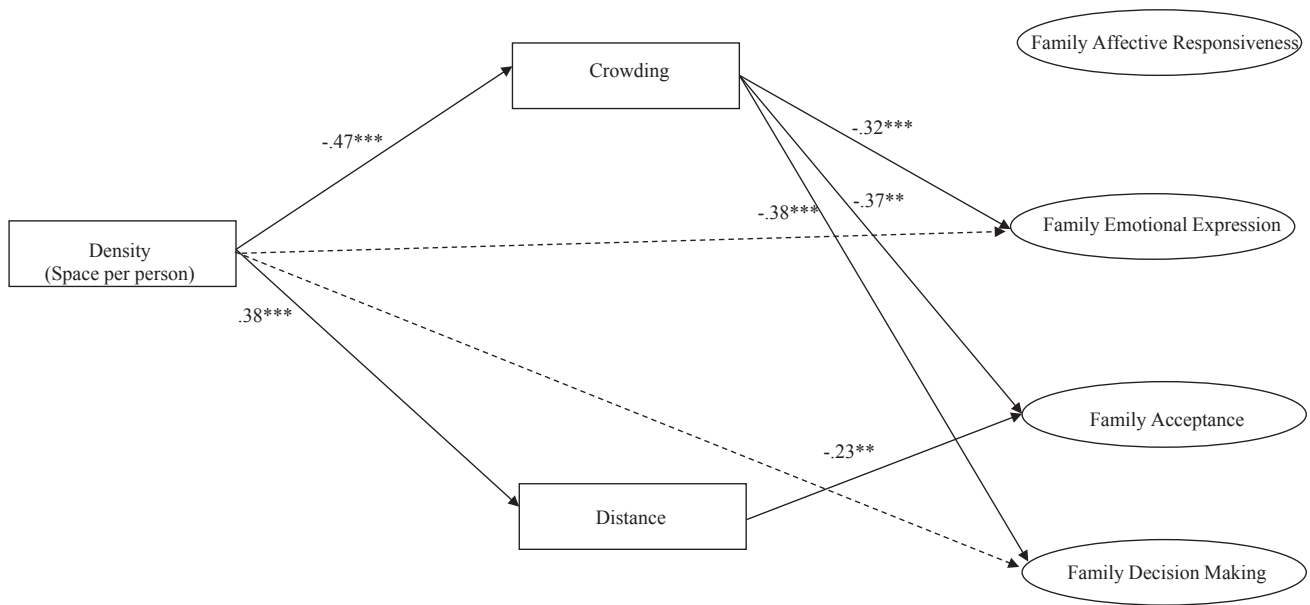 Family Affective Responsiveness
Crowding
-.47***
-.32***
-.37**
-.38***
Family Emotional Expression
Density
(Space per person)
.38***
Family Acceptance
-.23**
Distance
Family Decision Making